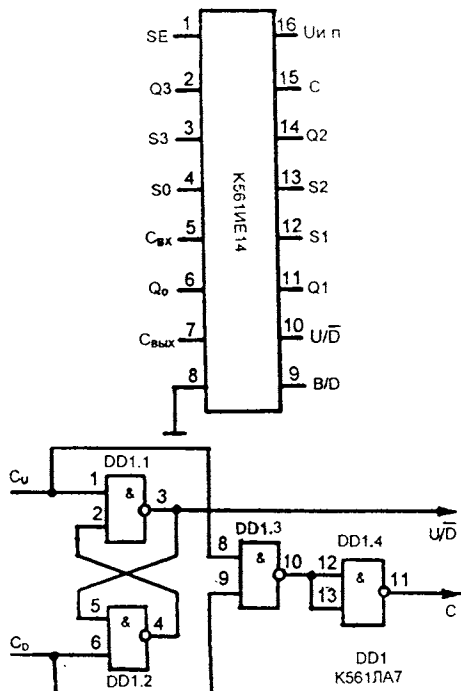 1 SE
Q3 2
S3 3
S0 4
Cвх 5
Q0 6
Cвых 7
8
К561ИЕ14
16 Uи п
15 C
14 Q2
13 S2
12 S1
11 Q1
10 U/D̅
9 B/D
CU
DD1.1
1
2
&
3
U/D̅
DD1.3
8
9
&
10
DD1.4
12
13
&
11
C
5
6
&
4
CD
DD1.2
DD1
К561ЛА7